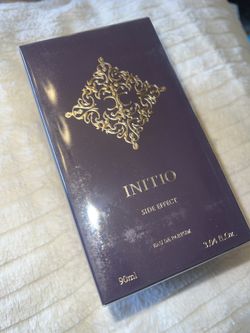 INITIO
SIDE EFFECT
EAU DE PARFUM
90ml
3.04 fl.oz.